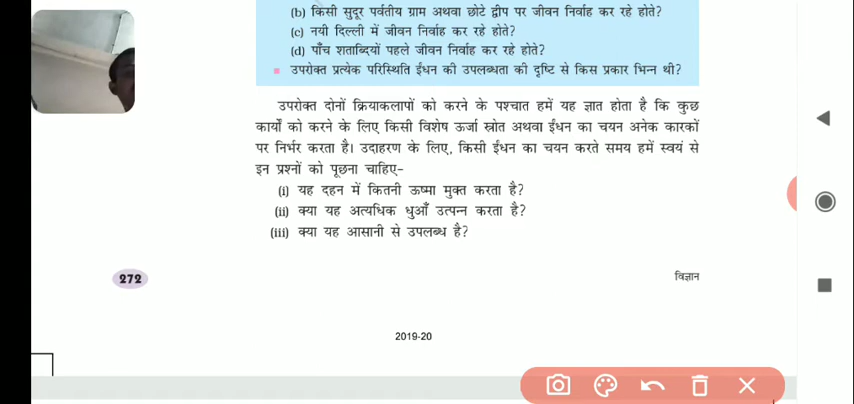 (b) किसी सुदूर पर्वतीय ग्राम अथवा छोटे द्वीप पर जीवन निर्वाह कर रहे होते?
(c) नयी दिल्ली में जीवन निर्वाह कर रहे होते?
(d) पाँच शताब्दियों पहले जीवन निर्वाह कर रहे होते?
उपरोक्त प्रत्येक परिस्थिति ईंधन की उपलब्धता की दृष्टि से किस प्रकार भिन्न थी?
उपरोक्त दोनों क्रियाकलापों को करने के पश्चात हमें यह ज्ञात होता है कि कुछ
कार्यों को करने के लिए किसी विशेष ऊर्जा स्रोत अथवा ईंधन का चयन अनेक कारकों
पर निर्भर करता है। उदाहरण के लिए, किसी ईंधन का चयन करते समय हमें स्वयं से
इन प्रश्नों को पूछना चाहिए–
(i) यह दहन में कितनी ऊष्मा मुक्त करता है?
(ii) क्या यह अत्यधिक धुआँ उत्पन्न करता है?
(iii) क्या यह आसानी से उपलब्ध है?
272
विज्ञान
2019-20